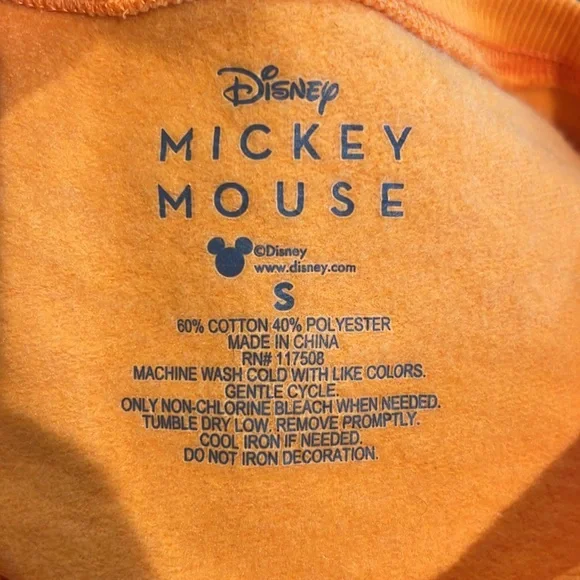 Disney
MICKEY
MOUSE
©Disney
www.disney.com
S
60% COTTON 40% POLYESTER
MADE IN CHINA
RN# 117508
MACHINE WASH COLD WITH LIKE COLORS.
GENTLE CYCLE.
ONLY NON-CHLORINE BLEACH WHEN NEEDED.
TUMBLE DRY LOW. REMOVE PROMPTLY.
COOL IRON IF NEEDED.
DO NOT IRON DECORATION.